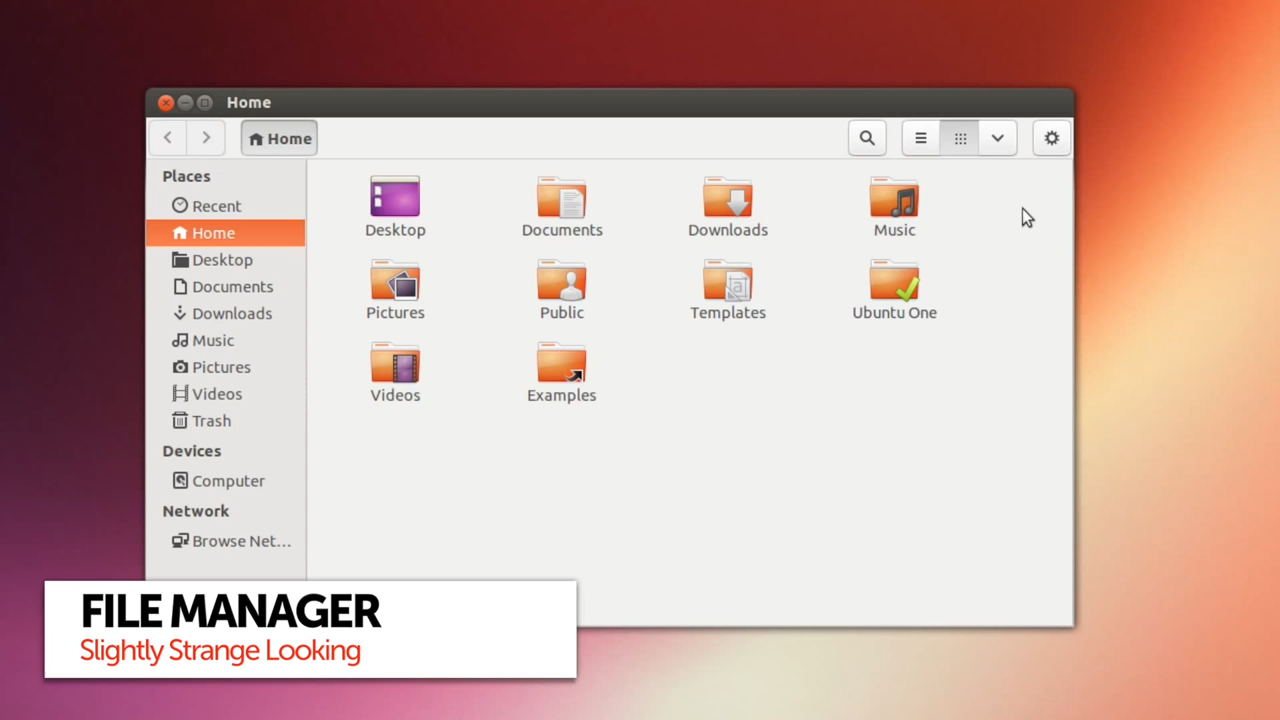 Home
Home
Places
Recent
Home
Desktop
Documents
Downloads
Music
Pictures
Videos
Trash
Devices
Computer
Network
Browse Net...
Desktop
Documents
Downloads
Music
Pictures
Public
Templates
Ubuntu One
Videos
Examples
FILE MANAGER
Slightly Strange Looking